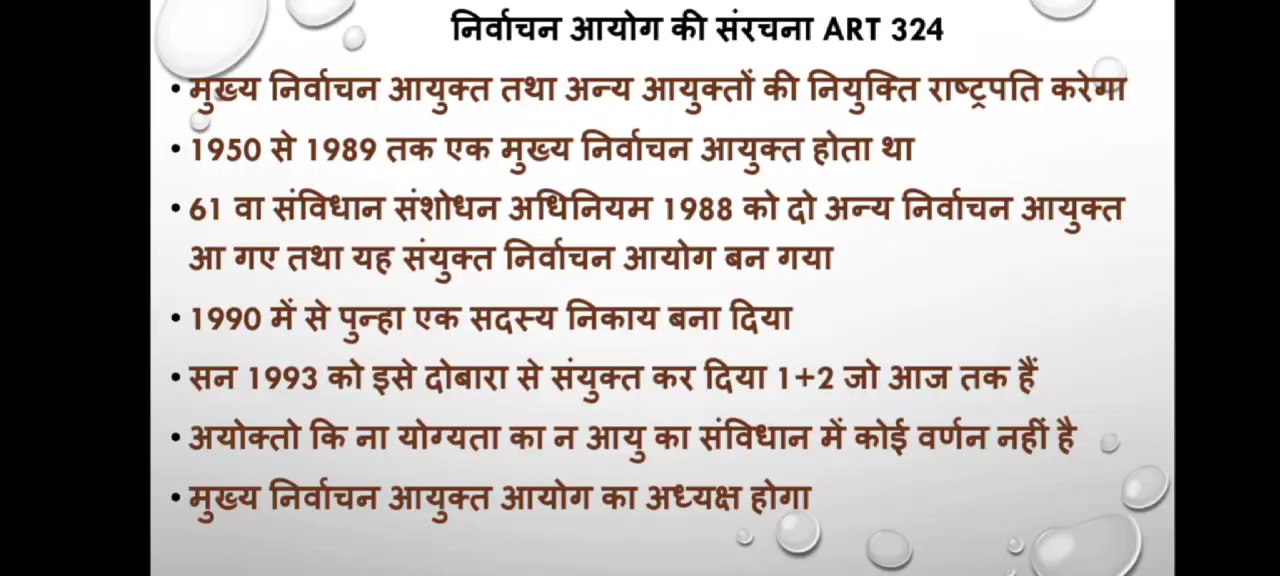 निर्वाचन आयोग की संरचना ART 324
• मुख्य निर्वाचन आयुक्त तथा अन्य आयुक्तों की नियुक्ति राष्ट्रपति करेगा
• 1950 से 1989 तक एक मुख्य निर्वाचन आयुक्त होता था
• 61 वा संविधान संशोधन अधिनियम 1988 को दो अन्य निर्वाचन आयुक्त
आ गए तथा यह संयुक्त निर्वाचन आयोग बन गया
• 1990 में से पुन्हा एक सदस्य निकाय बना दिया
• सन 1993 को इसे दोबारा से संयुक्त कर दिया 1+2 जो आज तक हैं
• अयोक्तो कि ना योग्यता का न आयु का संविधान में कोई वर्णन नहीं है
• मुख्य निर्वाचन आयुक्त आयोग का अध्यक्ष होगा